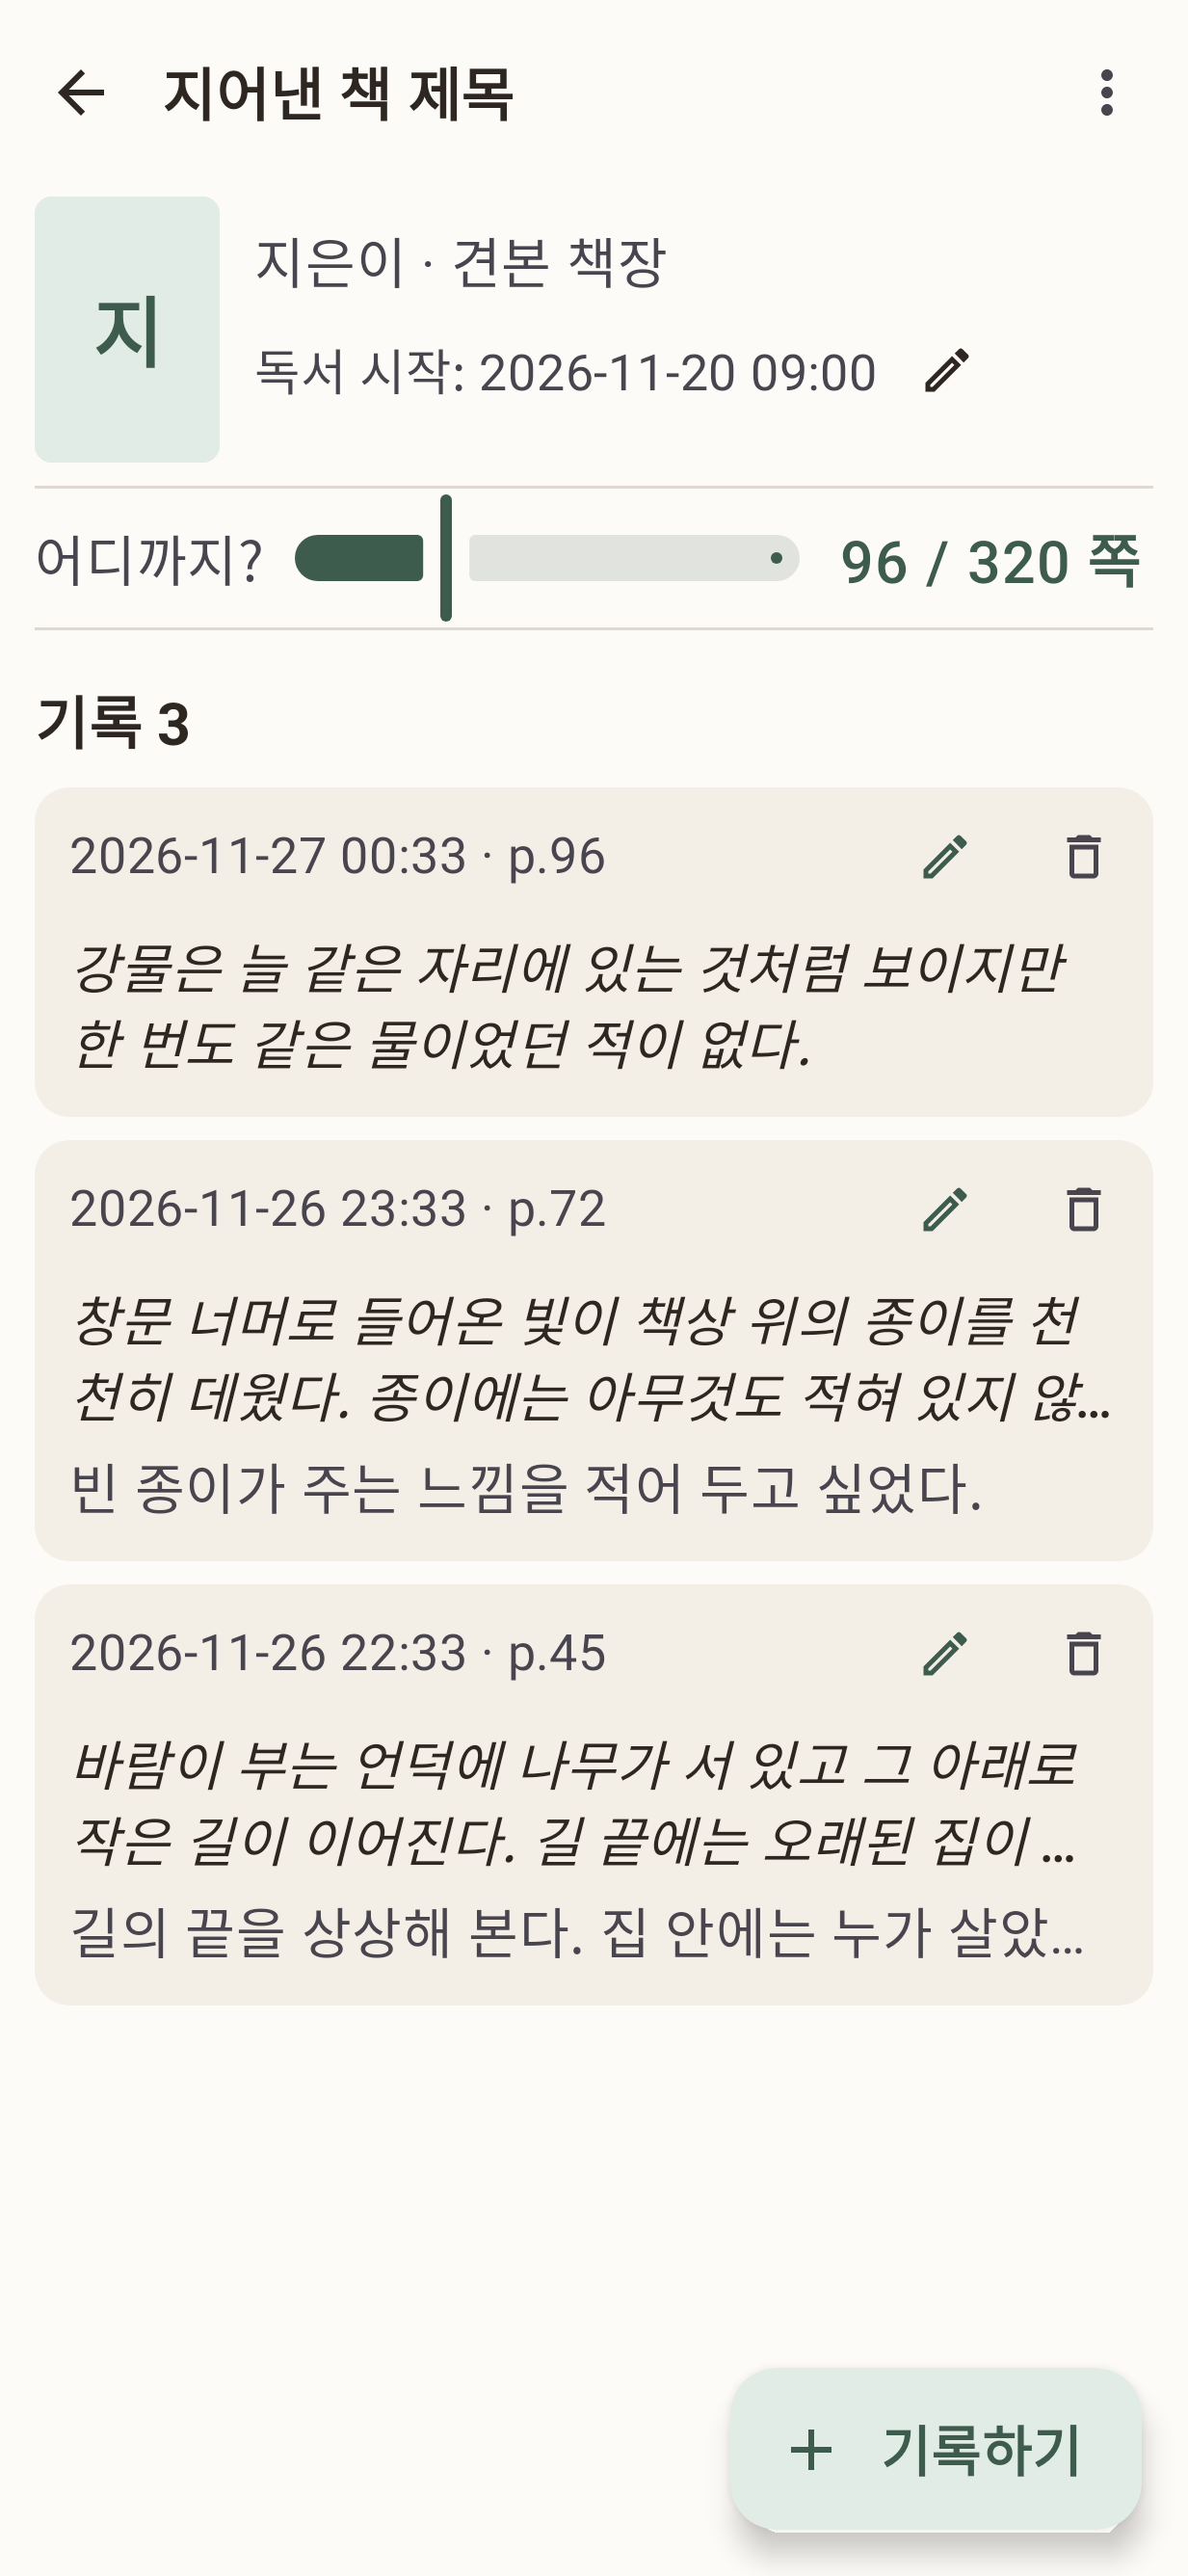 지어낸 책 제목
지
지은이 · 견본 책장
독서 시작: 2026-11-20 09:00
어디까지?
96 / 320 쪽
기록 3
2026-11-27 00:33 · p.96
강물은 늘 같은 자리에 있는 것처럼 보이지만
한 번도 같은 물이었던 적이 없다.
2026-11-26 23:33 · p.72
창문 너머로 들어온 빛이 책상 위의 종이를 천
천히 데웠다. 종이에는 아무것도 적혀 있지 않…
빈 종이가 주는 느낌을 적어 두고 싶었다.
2026-11-26 22:33 · p.45
바람이 부는 언덕에 나무가 서 있고 그 아래로
작은 길이 이어진다. 길 끝에는 오래된 집이 …
길의 끝을 상상해 본다. 집 안에는 누가 살았…
기록하기